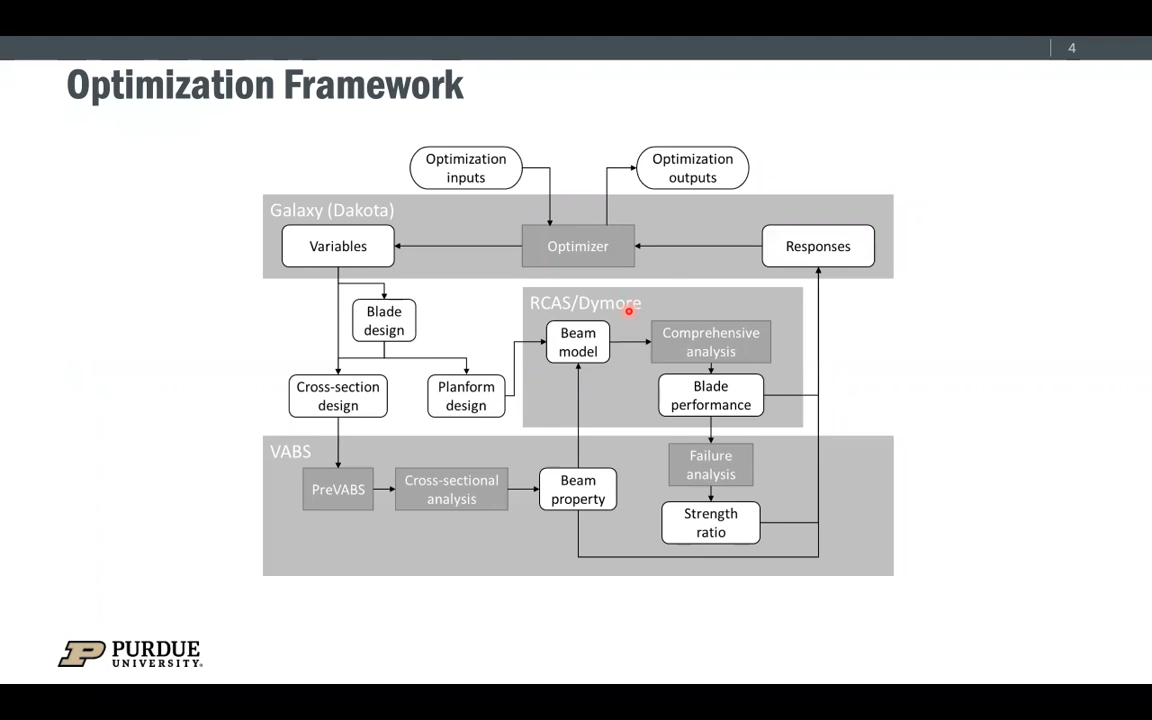 4
Optimization Framework
Optimization
inputs
Optimization
outputs
Galaxy (Dakota)
Variables
Optimizer
Responses
Blade
design
RCAS/Dymore
Beam
model
Comprehensive
analysis
Cross-section
design
Planform
design
Blade
performance
VABS
Failure
analysis
PreVABS
Cross-sectional
analysis
Beam
property
Strength
ratio
PURDUE
UNIVERSITY